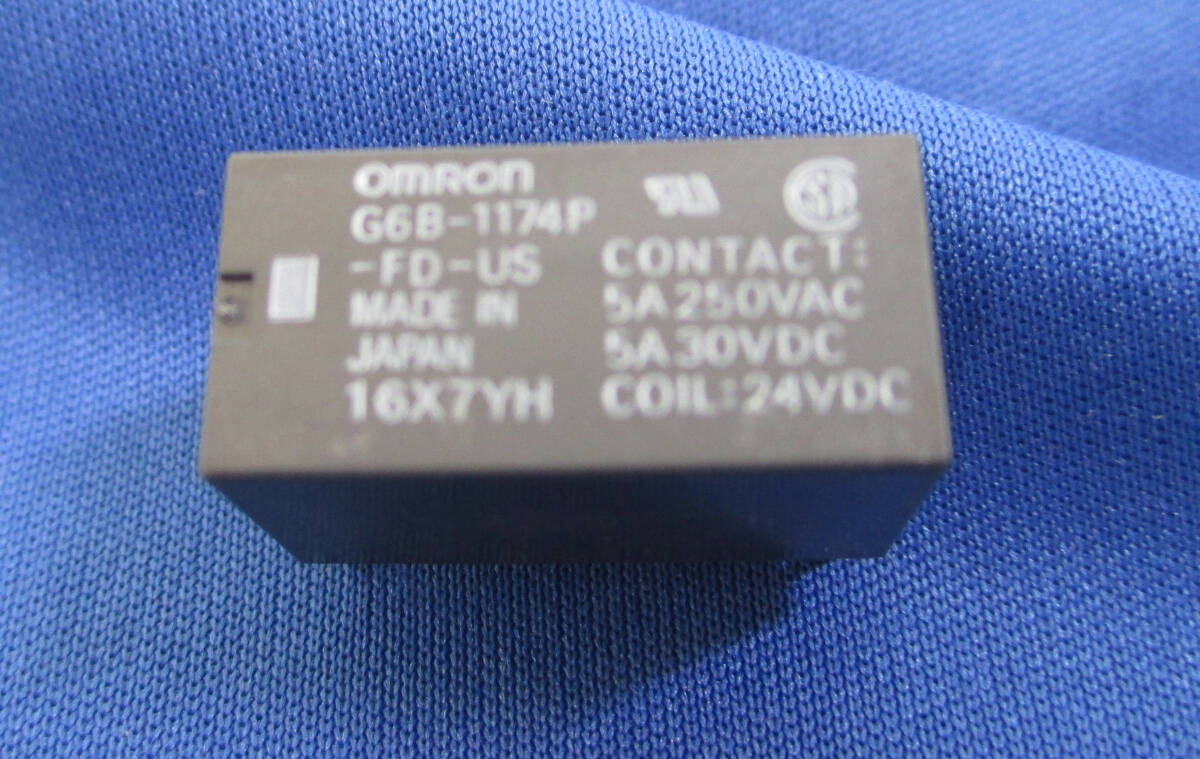 OMRON
G6B-1174P
-FD-US
MADE IN
JAPAN
16X7YH
CONTACT:
5A250VAC
5A30VDC
COIL:24VDC